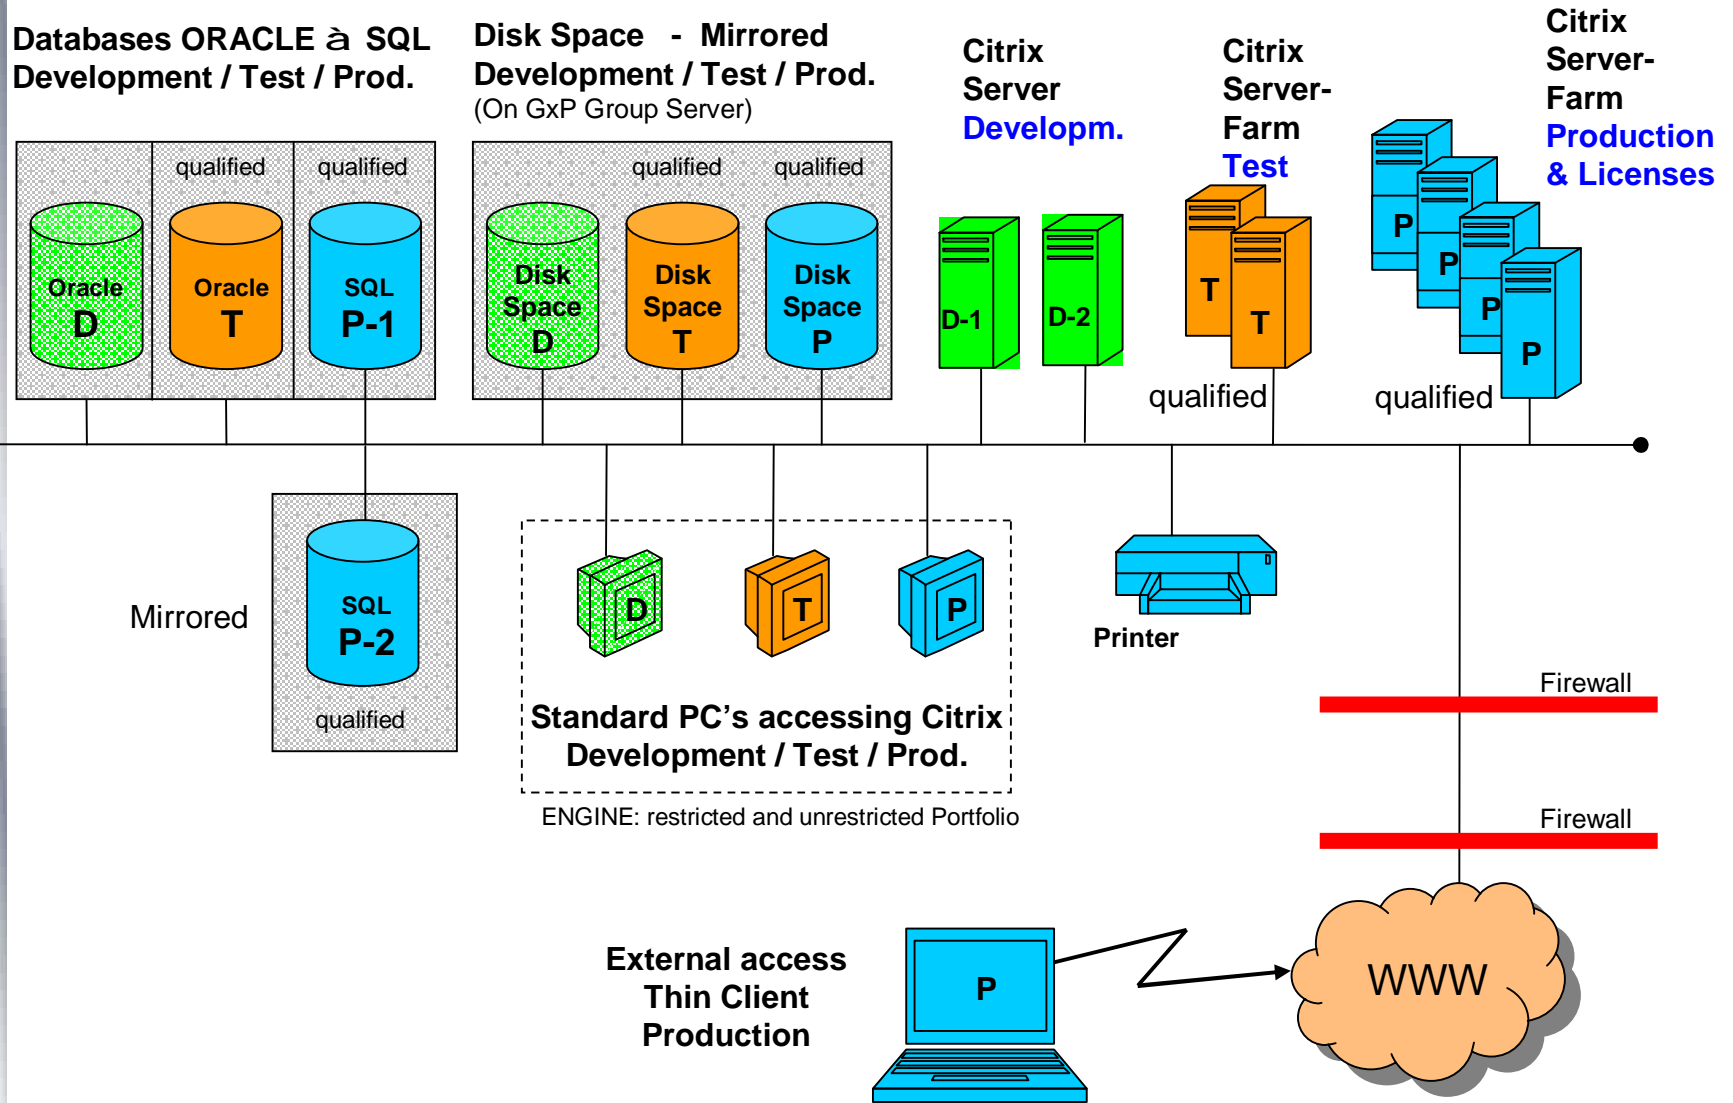 Databases ORACLE à SQL
Development / Test / Prod.
Disk Space - Mirrored
Development / Test / Prod.
(On GxP Group Server)
Citrix
Server
Developm.
Citrix
Server-
Farm
Test
Citrix
Server-
Farm
Production
& Licenses
qualified
qualified
qualified
qualified
Oracle
D
Oracle
T
SQL
P-1
Disk
Space
D
Disk
Space
T
Disk
Space
P
D-1
D-2
T
T
P
P
P
P
qualified
qualified
Mirrored
SQL
P-2
qualified
D
T
P
Standard PC’s accessing Citrix
Development / Test / Prod.
ENGINE: restricted and unrestricted Portfolio
Printer
Firewall
Firewall
External access
Thin Client
Production
P
WWW